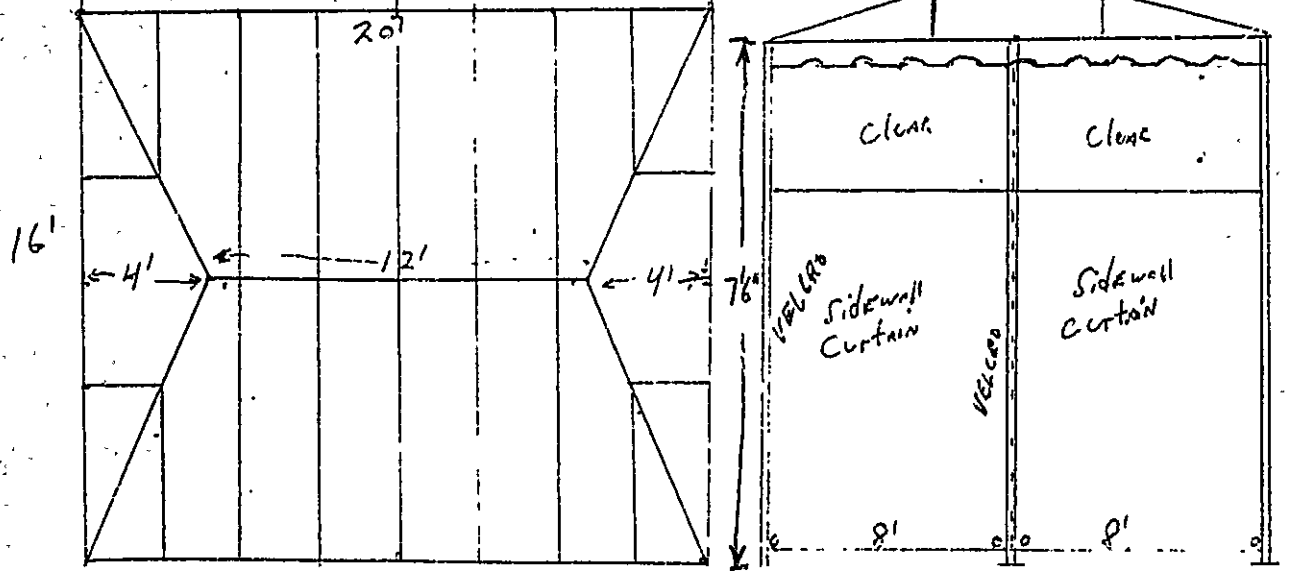 20'
16'
4'
12'
4'
7'6"
Clear
Clear
VELCRO
Sidewall
Curtain
VELCRO
Sidewall
Curtain
8'
8'